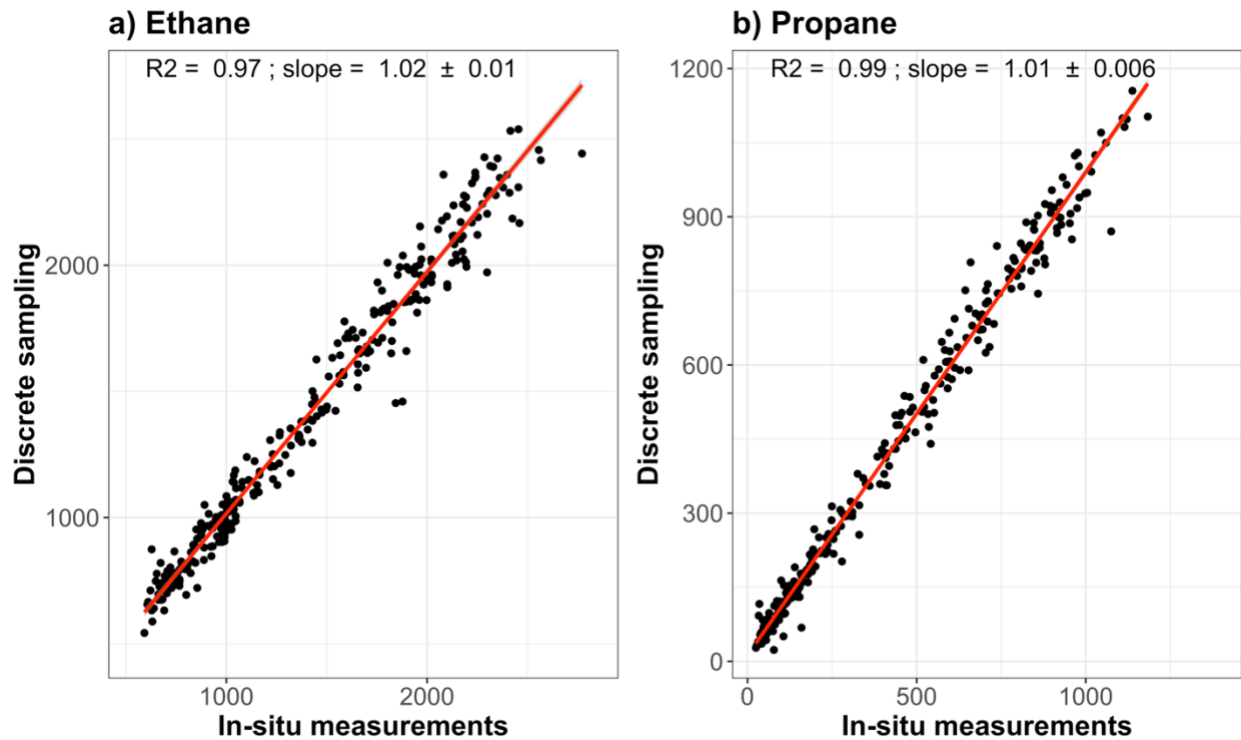 a) Ethane
R2 = 0.97 ; slope = 1.02 ± 0.01
Discrete sampling
2000
1000
1000 2000
In-situ measurements
b) Propane
R2 = 0.99 ; slope = 1.01 ± 0.006
Discrete sampling
1200
900
600
300
0
0 500 1000
In-situ measurements